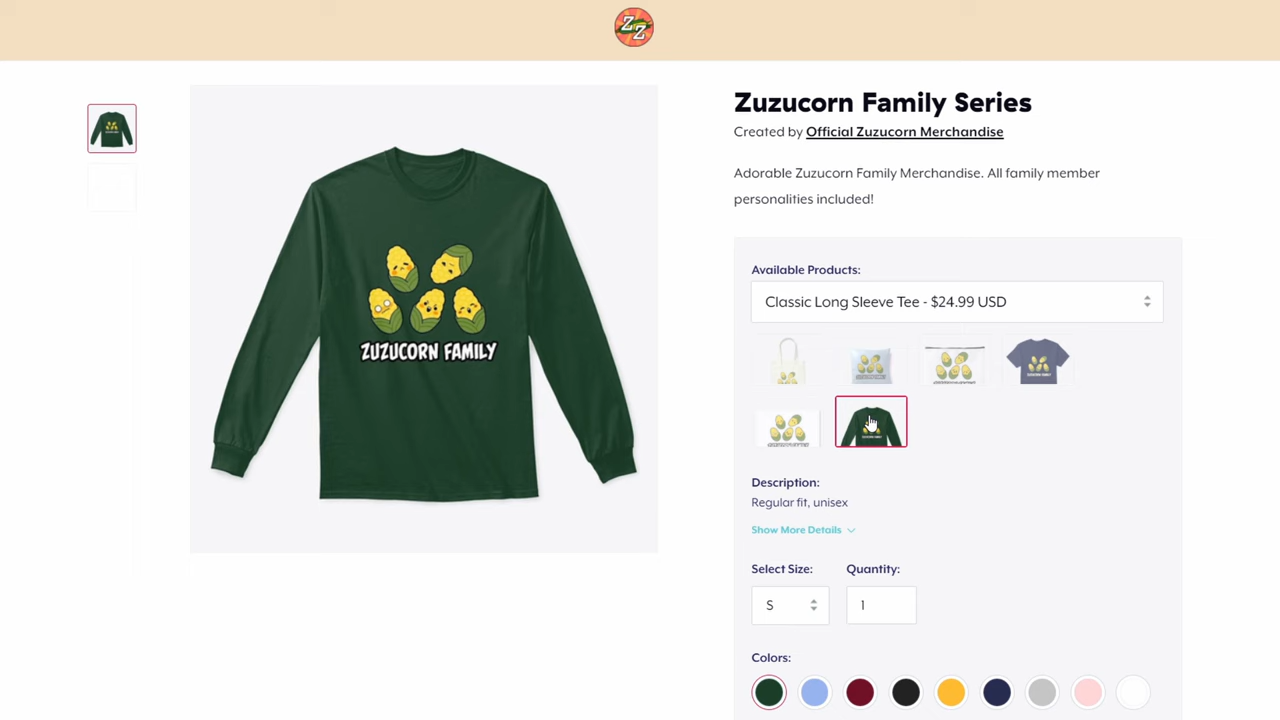 ZZ
Zuzucorn Family Series
Created by Official Zuzucorn Merchandise
Adorable Zuzucorn Family Merchandise. All family member
personalities included!
ZUZUCORN FAMILY
Available Products:
Classic Long Sleeve Tee - $24.99 USD
Description:
Regular fit, unisex
Show More Details
Select Size:
Quantity:
S
1
Colors: